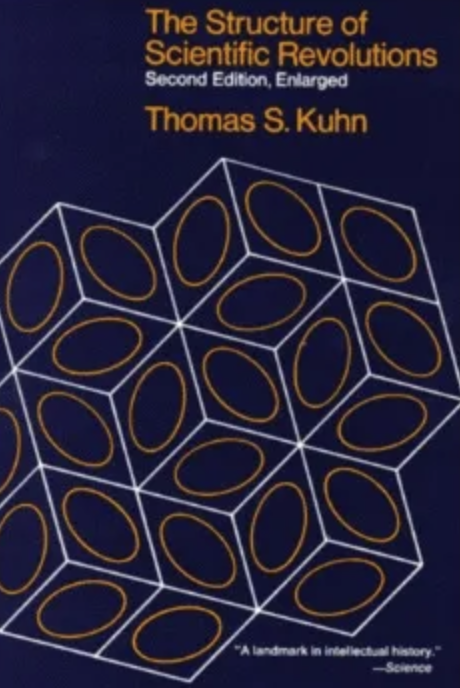 The Structure of
Scientific Revolutions
Second Edition, Enlarged
Thomas S. Kuhn
"A landmark in intellectual history."
—Science